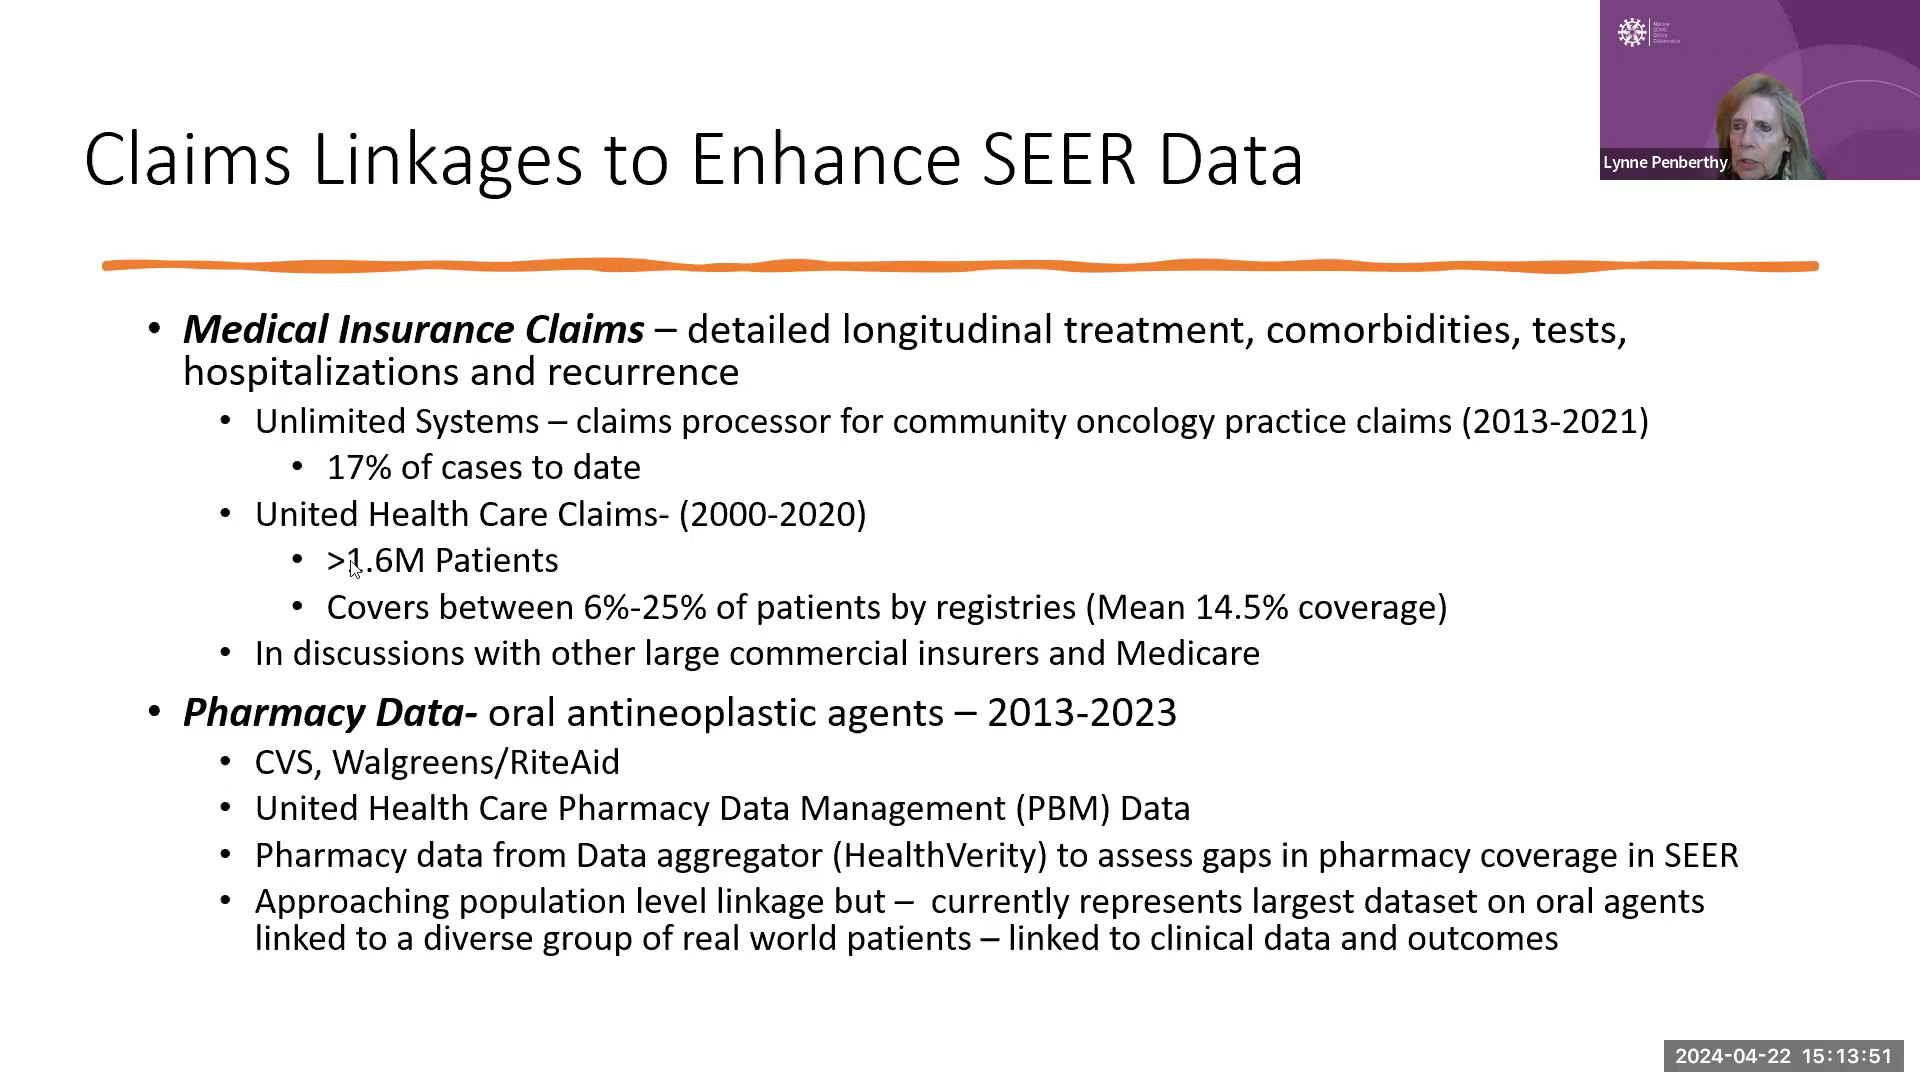 National
COVID
Cohort
Collaborative
Lynne Penberthy
Claims Linkages to Enhance SEER Data
• Medical Insurance Claims – detailed longitudinal treatment, comorbidities, tests,
hospitalizations and recurrence
• Unlimited Systems – claims processor for community oncology practice claims (2013-2021)
• 17% of cases to date
• United Health Care Claims- (2000-2020)
• >1.6M Patients
• Covers between 6%-25% of patients by registries (Mean 14.5% coverage)
• In discussions with other large commercial insurers and Medicare
• Pharmacy Data- oral antineoplastic agents – 2013-2023
• CVS, Walgreens/RiteAid
• United Health Care Pharmacy Data Management (PBM) Data
• Pharmacy data from Data aggregator (HealthVerity) to assess gaps in pharmacy coverage in SEER
• Approaching population level linkage but – currently represents largest dataset on oral agents
linked to a diverse group of real world patients – linked to clinical data and outcomes
2024-04-22 15:13:51